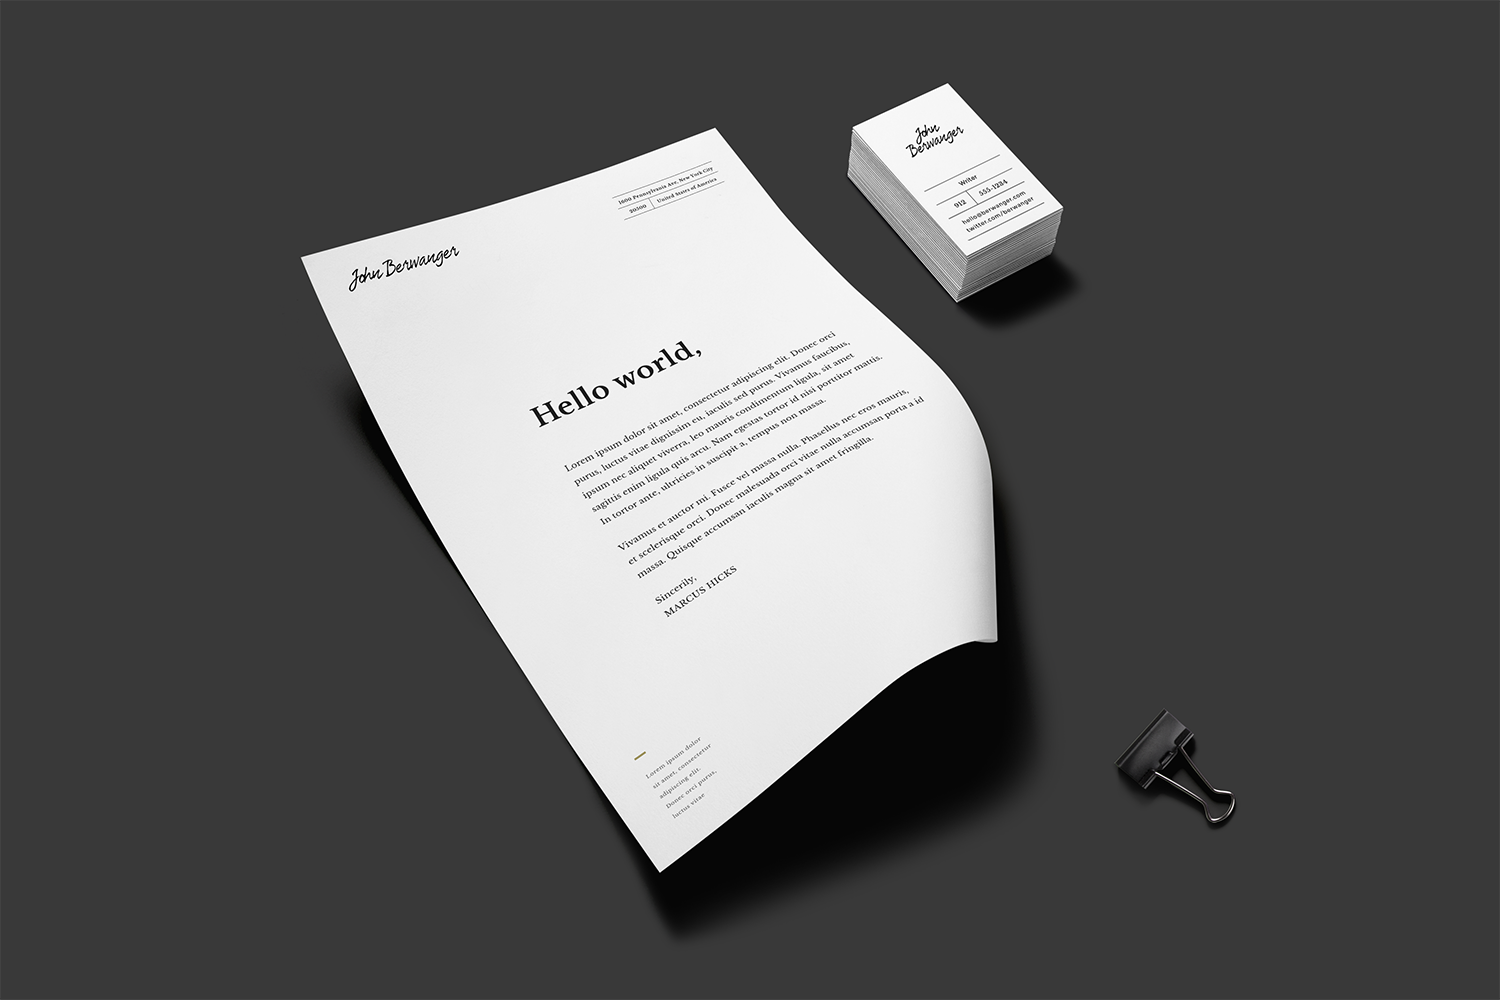 John Berwanger
1600 Pennsylvania Ave, New York City
20500 United States of America
Hello world,
Lorem ipsum dolor sit amet, consectetur adipiscing elit. Donec orci
purus, luctus vitae dignissim eu, iaculis sed purus. Vivamus faucibus,
ipsum nec aliquet viverra, leo mauris condimentum ligula, sit amet
sagittis enim ligula quis arcu. Nam egestas tortor id nisi porttitor mattis.
In tortor ante, ultricies in suscipit a, tempus non massa.
Vivamus et auctor mi. Fusce vel massa nulla. Phasellus nec eros mauris,
et scelerisque orci. Donec malesuada orci vitae nulla accumsan porta a id
massa. Quisque accumsan iaculis magna sit amet fringilla.
Sincerily,
MARCUS HICKS
Lorem ipsum dolor
sit amet, consectetur
adipiscing elit.
Donec orci purus,
luctus vitae
John
Berwanger
Writer
912 555-1284
hello@berwanger.com
twitter.com/berwanger